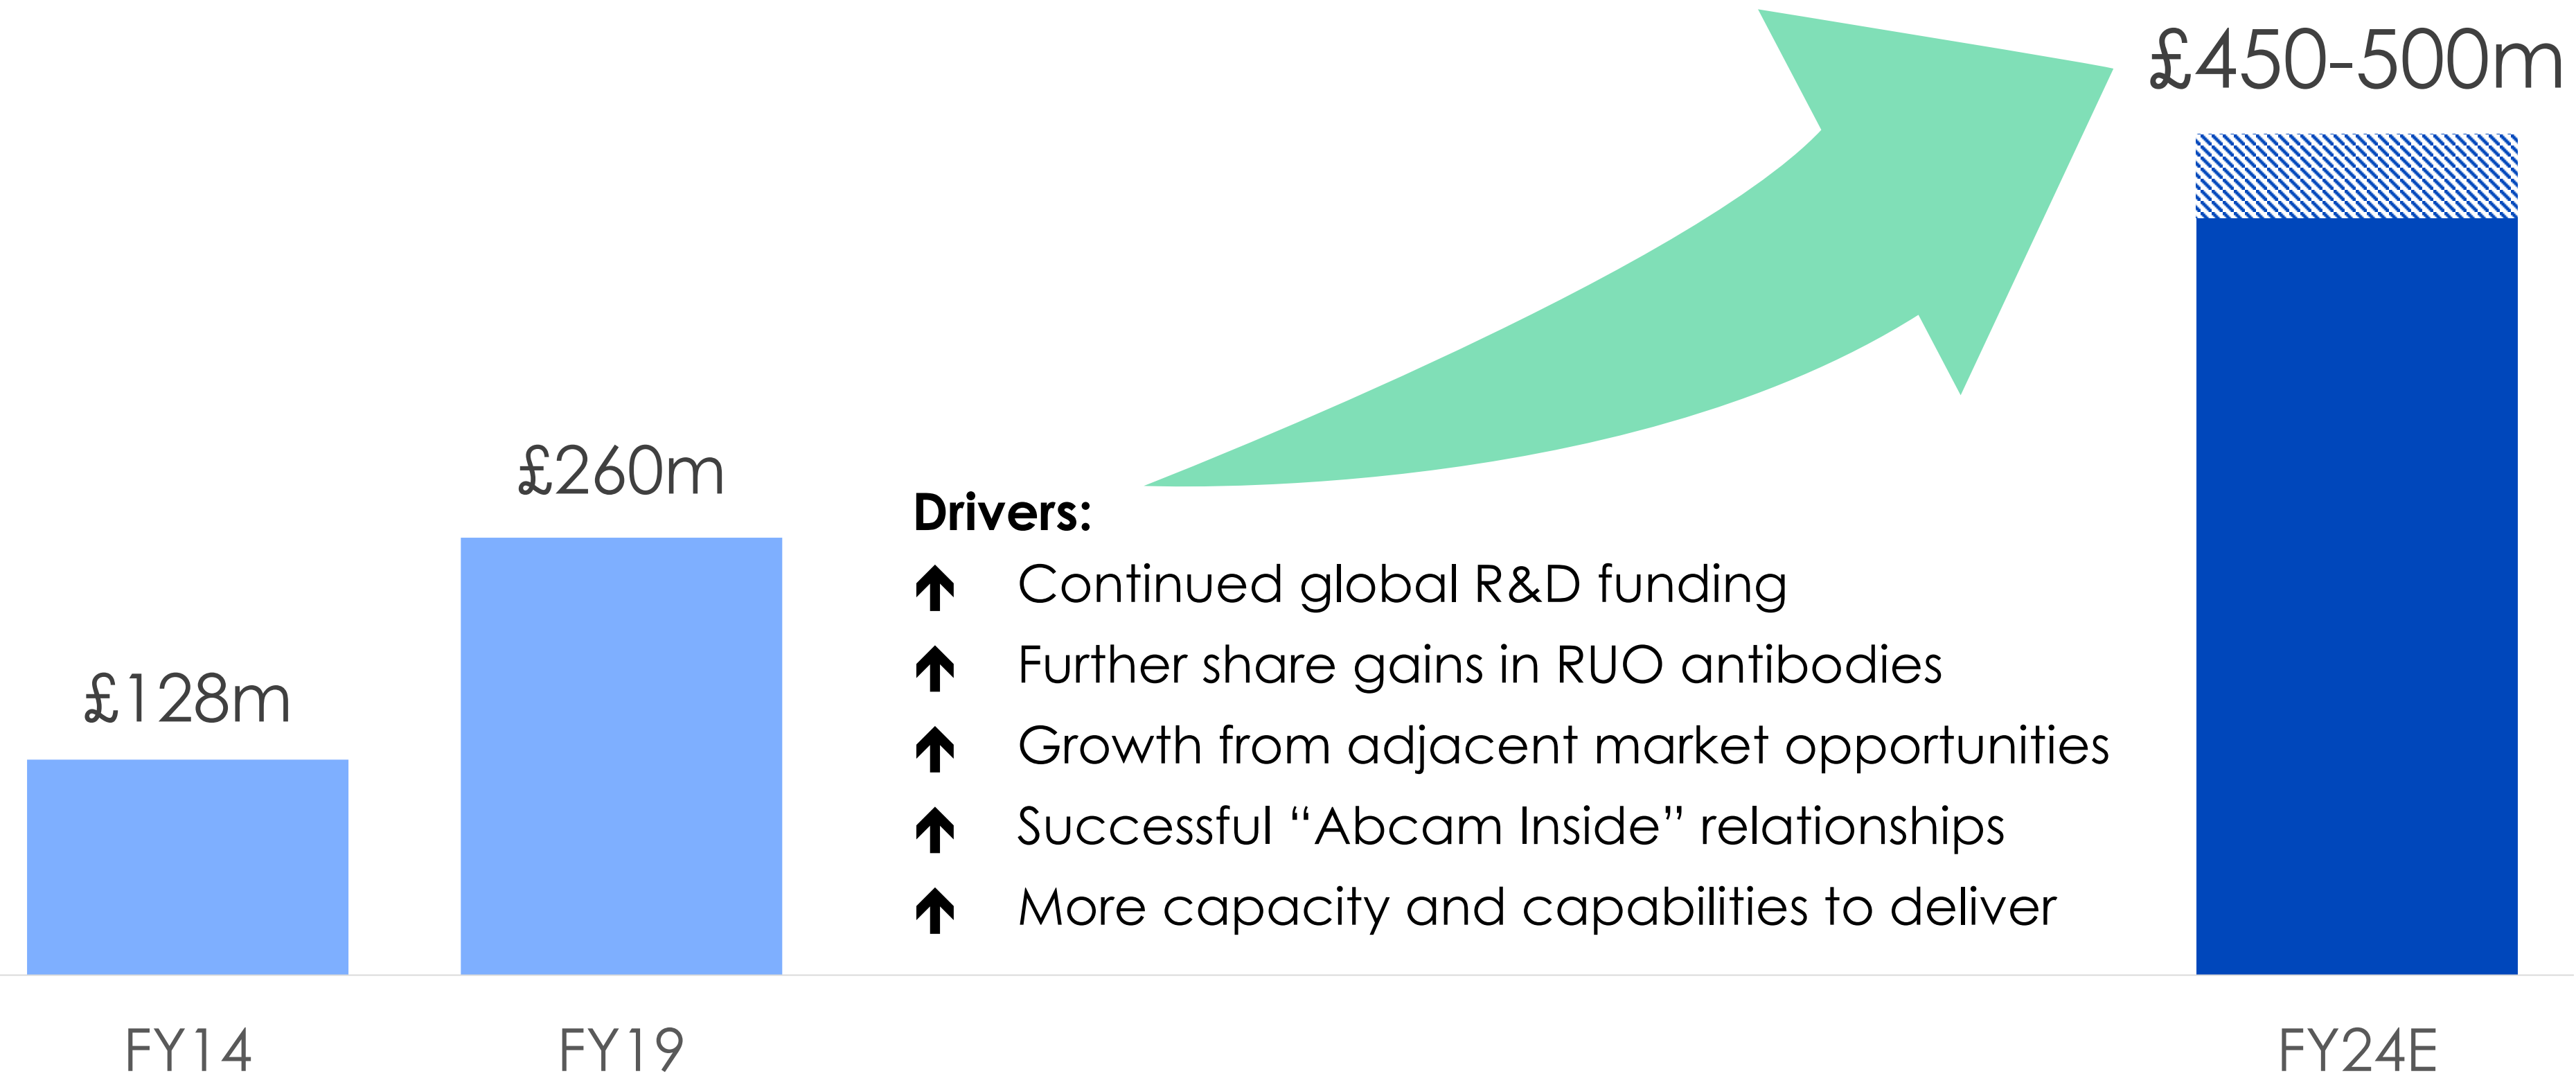 £450-500m
£260m
£128m
Drivers:
↑ Continued global R&D funding
↑ Further share gains in RUO antibodies
↑ Growth from adjacent market opportunities
↑ Successful “Abcam Inside” relationships
↑ More capacity and capabilities to deliver
FY14
FY19
FY24E